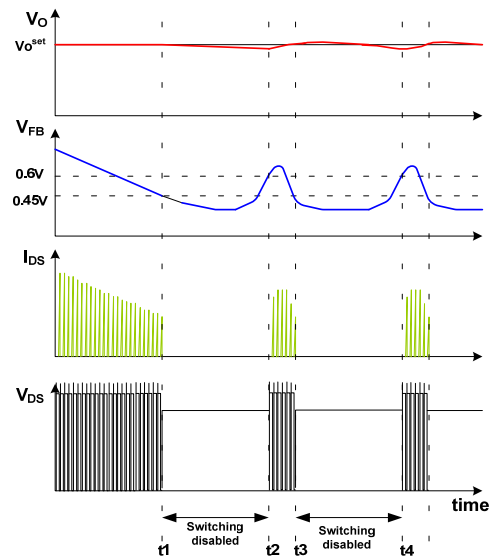 VO
Voset
VFB
0.6V
0.45V
IDS
VDS
time
Switching
disabled
Switching
disabled
t1
t2
t3
t4